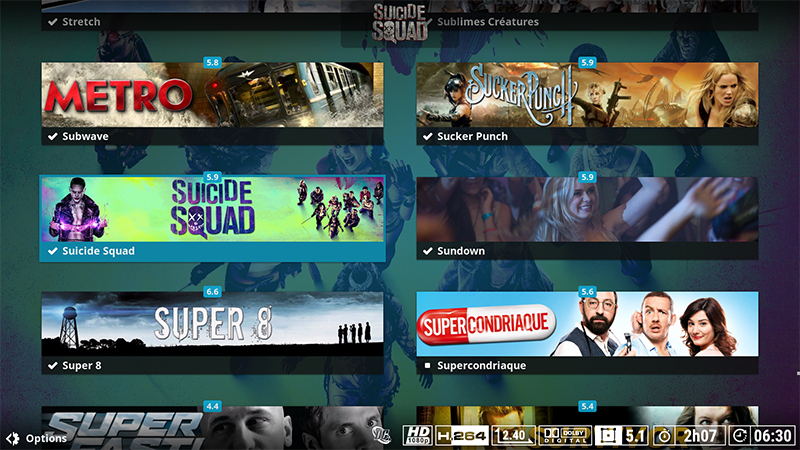 SUICIDE
SQUAD
✔ Stretch
✔ Sublimes Créatures
5.8
METRO
✔ Subwave
5.9
SUCKER PUNCH
✔ Sucker Punch
5.9
SUICIDE
SQUAD
✔ Suicide Squad
5.9
✔ Sundown
6.6
SUPER 8
✔ Super 8
5.6
SUPERCONDRIAQUE
Supercondriaque
4.4
SUPER
FAST!
5.4
Options
DC
HD
1080p
H.264
2.40
DOLBY
DIGITAL
5.1
2h07
06:30